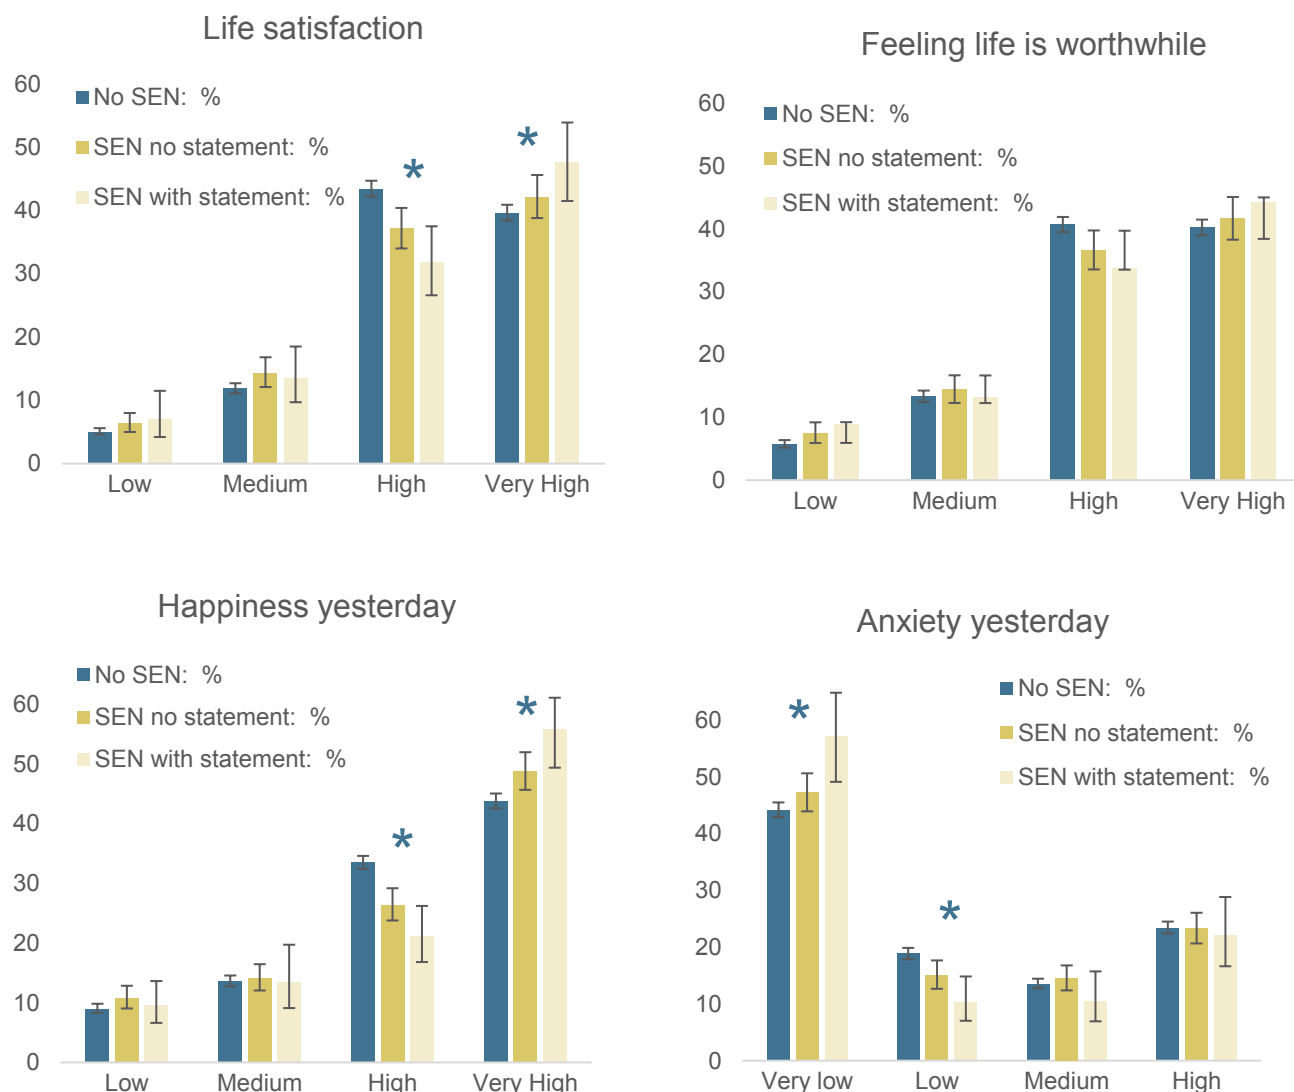 Life satisfaction
60
50
40
30
20
10
0
No SEN: %
SEN no statement: %
SEN with statement: %
*
*
Low Medium High Very High
Feeling life is worthwhile
60
50
40
30
20
10
0
No SEN: %
SEN no statement: %
SEN with statement: %
Low Medium High Very High
Happiness yesterday
60
50
40
30
20
10
0
No SEN: %
SEN no statement: %
SEN with statement: %
*
*
Low Medium High Very High
Anxiety yesterday
60
50
40
30
20
10
0
No SEN: %
SEN no statement: %
SEN with statement: %
*
*
Very low Low Medium High